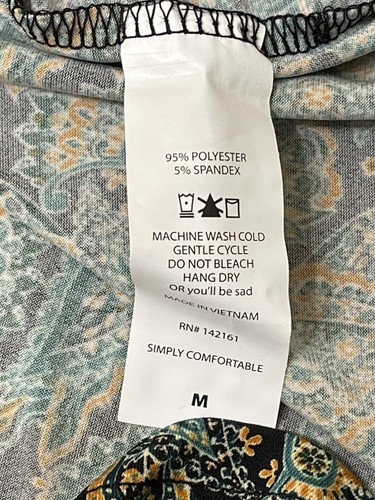 95% POLYESTER
5% SPANDEX
MACHINE WASH COLD
GENTLE CYCLE
DO NOT BLEACH
HANG DRY
OR you'll be sad
MADE IN VIETNAM
RN# 142161
SIMPLY COMFORTABLE
M